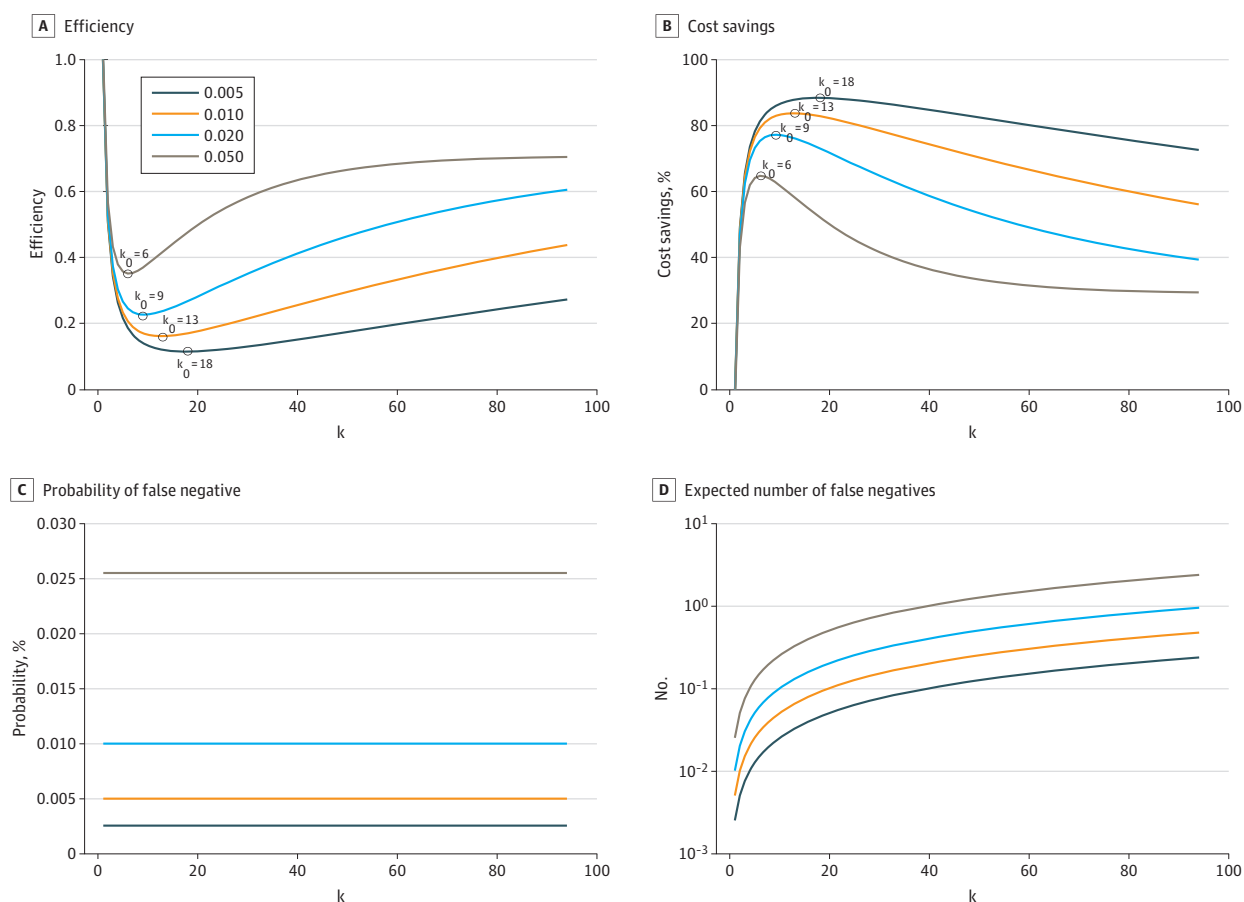 A Efficiency
1.0
0.8
0.6
0.4
0.2
0
Efficiency
0.005
0.010
0.020
0.050
k0=6
k0=9
k0=13
k0=18
0 20 40 60 80 100
k
B Cost savings
100
80
60
40
20
0
Cost savings, %
k0=18
k0=13
k0=9
k0=6
0 20 40 60 80 100
k
C Probability of false negative
0.030
0.025
0.020
0.015
0.010
0.005
0
Probability, %
0 20 40 60 80 100
k
D Expected number of false negatives
10¹
10⁰
10⁻¹
10⁻²
10⁻³
No.
0 20 40 60 80 100
k